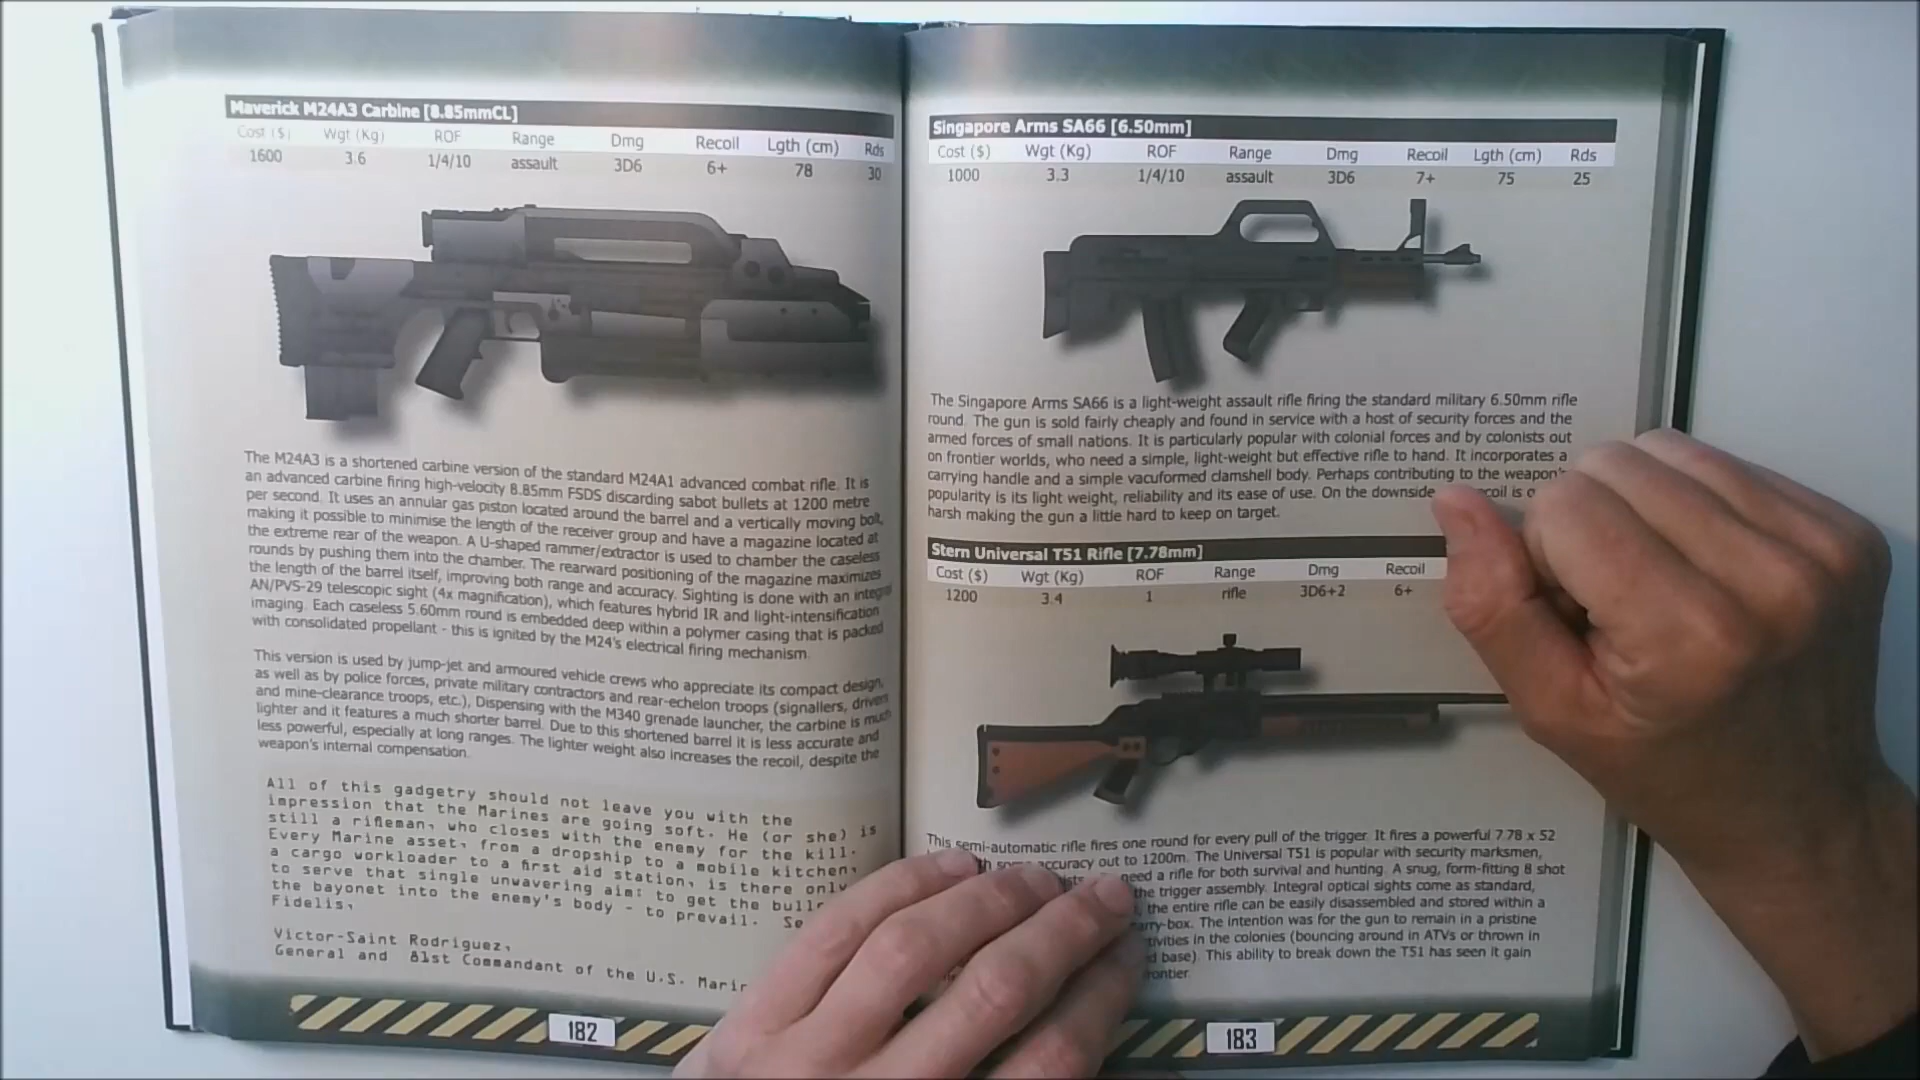 Maverick M24A3 Carbine [8.85mmCL]
Cost ($) Wgt (Kg) ROF Range Dmg Recoil Lgth (cm) Rds
1600 3.6 1/4/10 assault 3D6 6+ 78 30
The M24A3 is a shortened carbine version of the standard M24A1 advanced combat rifle. It is
an advanced carbine firing high-velocity 8.85mm FSDS discarding sabot bullets at 1200 metre
per second. It uses an annular gas piston located around the barrel and a vertically moving bolt,
making it possible to minimise the length of the receiver group and have a magazine located at
the extreme rear of the weapon. A U-shaped rammer/extractor is used to chamber the caseless
rounds by pushing them into the chamber. The rearward positioning of the magazine maximizes
the length of the barrel itself, improving both range and accuracy. Sighting is done with an integral
AN/PVS-29 telescopic sight (4x magnification), which features hybrid IR and light-intensification
imaging. Each caseless 5.60mm round is embedded deep within a polymer casing that is packed
with consolidated propellant - this is ignited by the M24's electrical firing mechanism.
This version is used by jump-jet and armoured vehicle crews who appreciate its compact design,
as well as by police forces, private military contractors and rear-echelon troops (signallers, drivers
and mine-clearance troops, etc.), Dispensing with the M340 grenade launcher, the carbine is much
lighter and it features a much shorter barrel. Due to this shortened barrel it is less accurate and
less powerful, especially at long ranges. The lighter weight also increases the recoil, despite the
weapon's internal compensation.
All of this gadgetry should not leave you with the
impression that the Marines are going soft. He (or she) is
still a rifleman, who closes with the enemy for the kill.
Every Marine asset, from a dropship to a mobile kitchen,
a cargo workloader to a first aid station, is there only
to serve that single unwavering aim: to get the
the bayonet into the enemy's body - to prevail.
Fidelis,
Victor-Saint Rodriguez,
General and 81st Commandant of the U.S.
182
Singapore Arms SA66 [6.50mm]
Cost ($) Wgt (Kg) ROF Range Dmg Recoil Lgth (cm) Rds
1000 3.3 1/4/10 assault 3D6 7+ 75 25
The Singapore Arms SA66 is a light-weight assault rifle firing the standard military 6.50mm rifle
round. The gun is sold fairly cheaply and found in service with a host of security forces and the
armed forces of small nations. It is particularly popular with colonial forces and by colonists out
on frontier worlds, who need a simple, light-weight but effective rifle to hand. It incorporates a
carrying handle and a simple vacuformed clamshell body. Perhaps contributing to the weapon's
popularity is its light weight, reliability and its ease of use. On the downside is
harsh making the gun a little hard to keep on target.
Stern Universal T51 Rifle [7.78mm]
Cost ($) Wgt (Kg) ROF Range Dmg Recoil
1200 3.4 1 rifle 3D6+2 6+
This semi-automatic rifle fires one round for every pull of the trigger. It fires a powerful 7.78 x 52
accuracy out to 1200m. The Universal T51 is popular with security marksmen,
need a rifle for both survival and hunting. A snug, form-fitting 8 shot
the trigger assembly. Integral optical sights come as standard,
the entire rifle can be easily disassembled and stored within a
carry-box. The intention was for the gun to remain in a pristine
in the colonies (bouncing around in ATVs or thrown in
base). This ability to break down the T51 has seen it gain
183